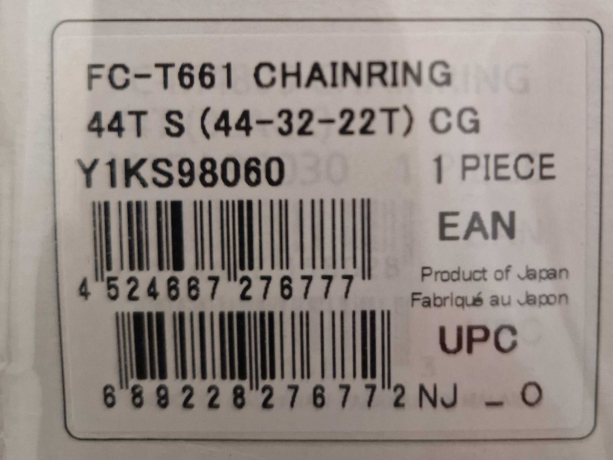 FC-T661 CHAINRING
44T S (44-32-22T) CG
Y1KS98060 1 PIECE
EAN
4 524667 276777
Product of Japan
Fabriqué au Japon
UPC
6 89228 27677 2 NJ _ O